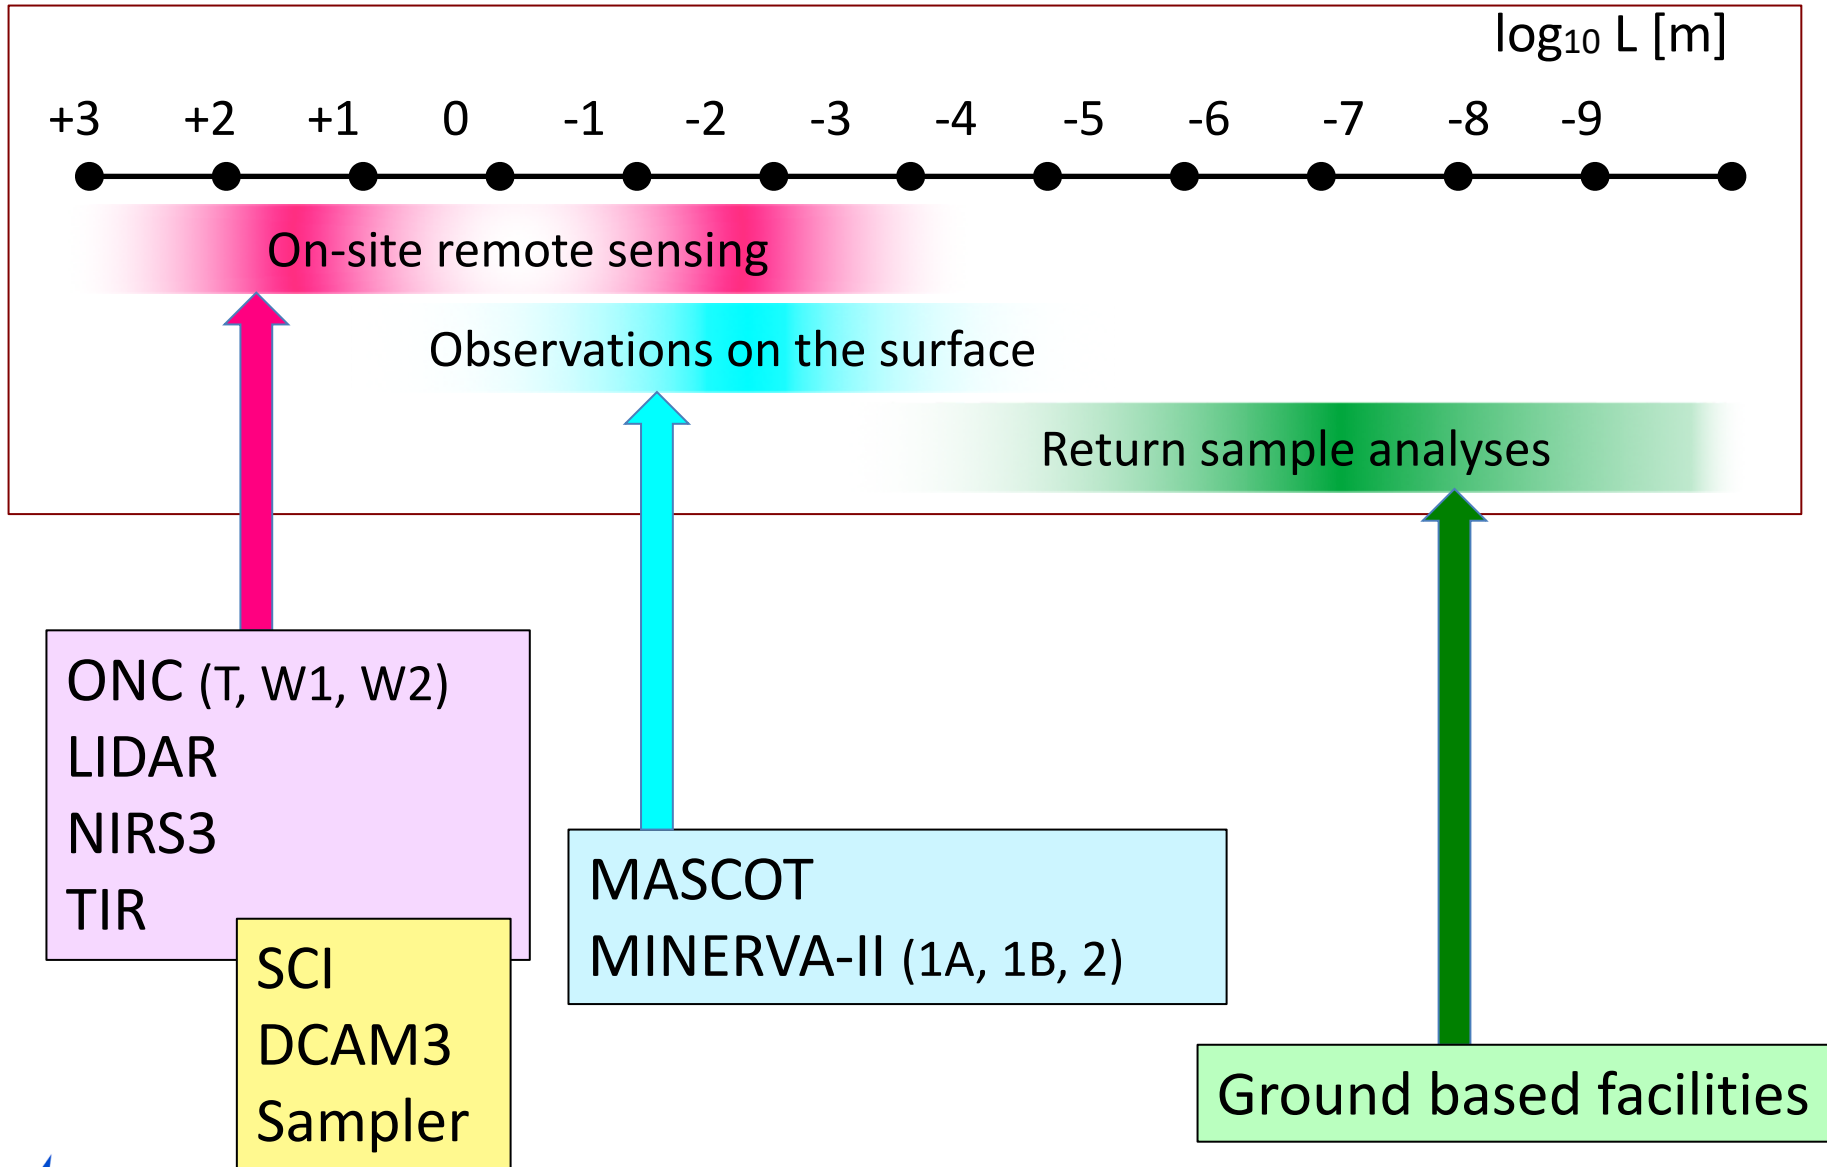 log₁₀ L [m]
+3 +2 +1 0 -1 -2 -3 -4 -5 -6 -7 -8 -9
On-site remote sensing
Observations on the surface
Return sample analyses
ONC (T, W1, W2)
LIDAR
NIRS3
TIR
SCI
DCAM3
Sampler
MASCOT
MINERVA-II (1A, 1B, 2)
Ground based facilities